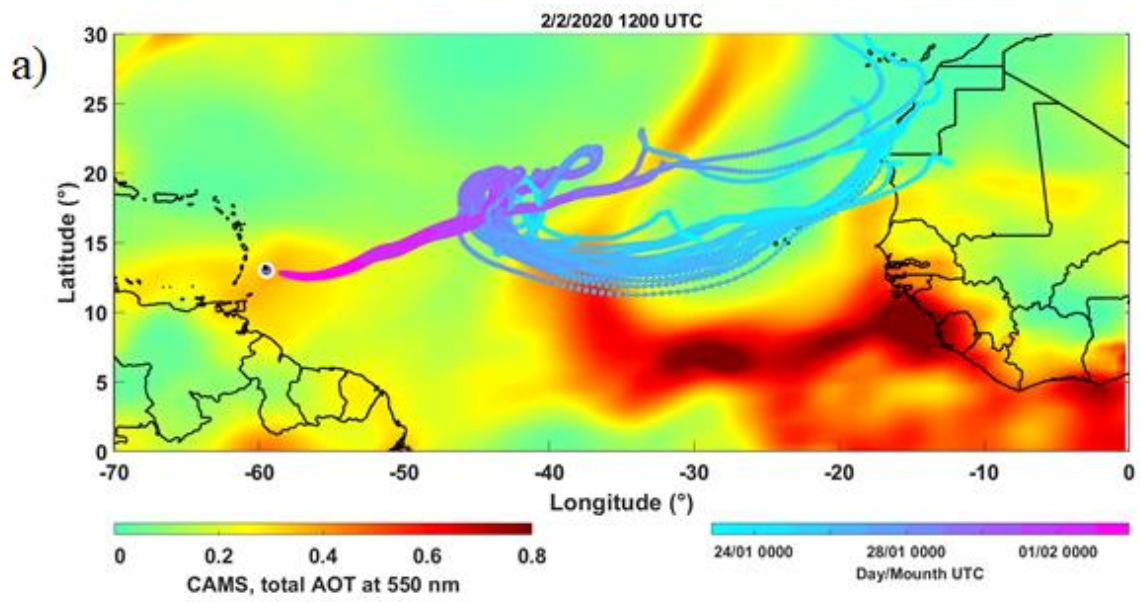 2/2/2020 1200 UTC
a)
30
25
20
15
10
5
0
Latitude (°)
-70 -60 -50 -40 -30 -20 -10 0
Longitude (°)
0 0.2 0.4 0.6 0.8
CAMS, total AOT at 550 nm
24/01 0000 28/01 0000 01/02 0000
Day/Mounth UTC